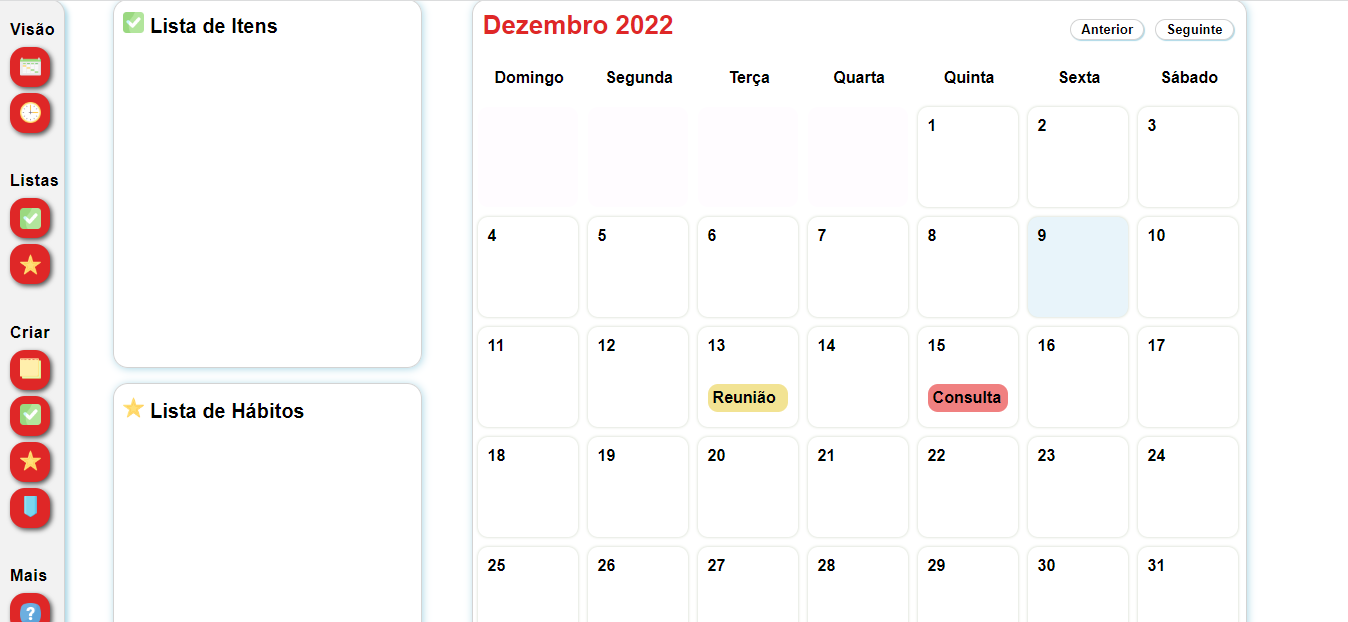 Visão
Listas
Criar
Mais
?
Lista de Itens
Lista de Hábitos
Dezembro 2022
Anterior Seguinte
Domingo Segunda Terça Quarta Quinta Sexta Sábado
1 2 3
4 5 6 7 8 9 10
11 12 13 14 15 16 17
Reunião Consulta
18 19 20 21 22 23 24
25 26 27 28 29 30 31